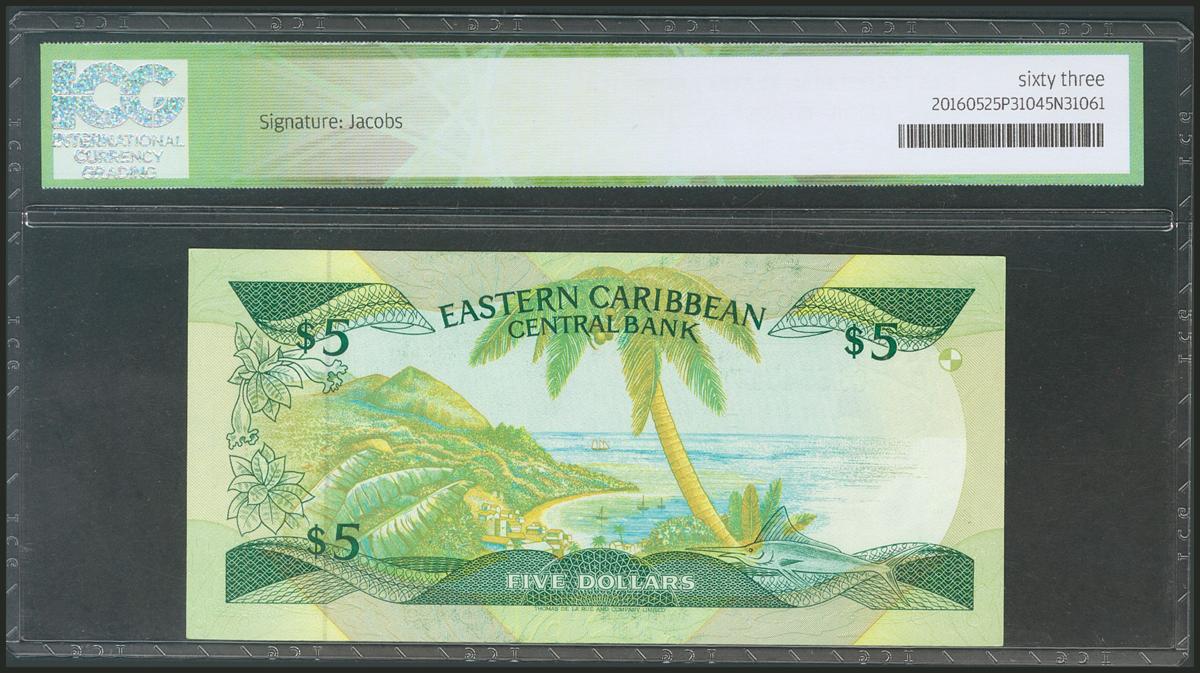 ICG
INTERNATIONAL
CURRENCY
GRADING
Signature: Jacobs
sixty three
20160525P31045N31061
EASTERN CARIBBEAN
CENTRAL BANK
$5
$5
$5
FIVE DOLLARS
THOMAS DE LA RUE AND COMPANY LIMITED